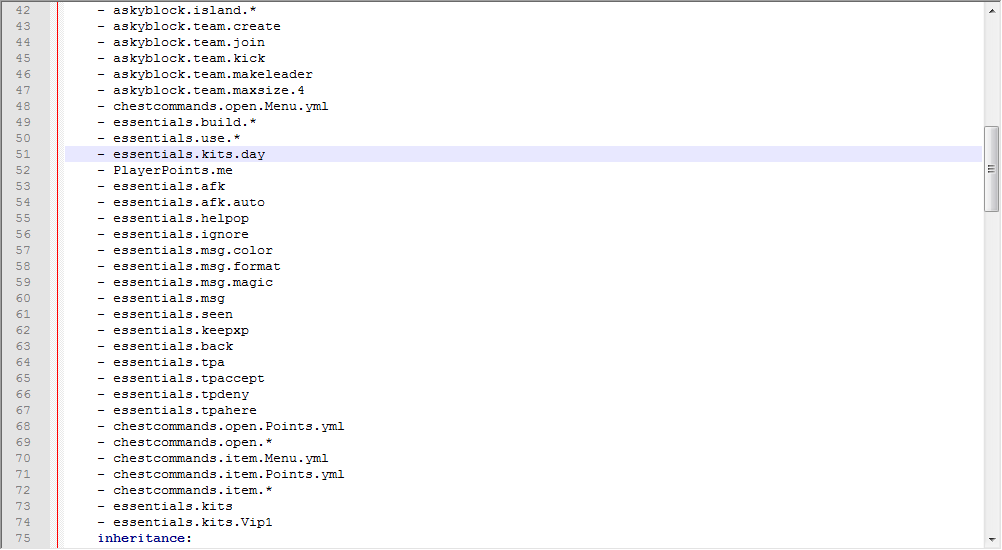 42 - askyblock.island.*
43 - askyblock.team.create
44 - askyblock.team.join
45 - askyblock.team.kick
46 - askyblock.team.makeleader
47 - askyblock.team.maxsize.4
48 - chestcommands.open.Menu.yml
49 - essentials.build.*
50 - essentials.use.*
51 - essentials.kits.day
52 - PlayerPoints.me
53 - essentials.afk
54 - essentials.afk.auto
55 - essentials.helpop
56 - essentials.ignore
57 - essentials.msg.color
58 - essentials.msg.format
59 - essentials.msg.magic
60 - essentials.msg
61 - essentials.seen
62 - essentials.keepxp
63 - essentials.back
64 - essentials.tpa
65 - essentials.tpaccept
66 - essentials.tpdeny
67 - essentials.tpahere
68 - chestcommands.open.Points.yml
69 - chestcommands.open.*
70 - chestcommands.item.Menu.yml
71 - chestcommands.item.Points.yml
72 - chestcommands.item.*
73 - essentials.kits
74 - essentials.kits.Vip1
75 inheritance: